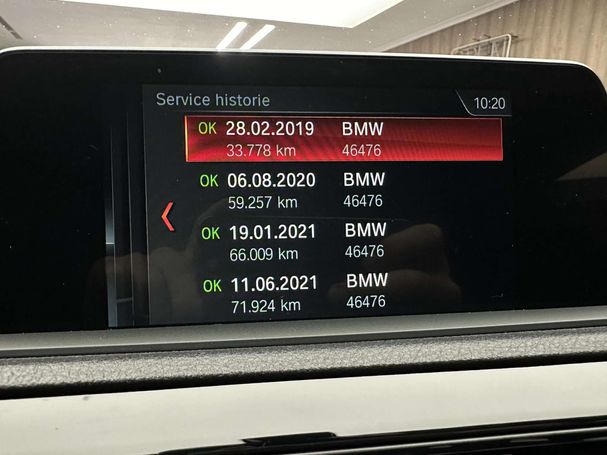 Service historie 10:20
OK 28.02.2019 BMW
33.778 km 46476
OK 06.08.2020 BMW
59.257 km 46476
OK 19.01.2021 BMW
66.009 km 46476
OK 11.06.2021 BMW
71.924 km 46476